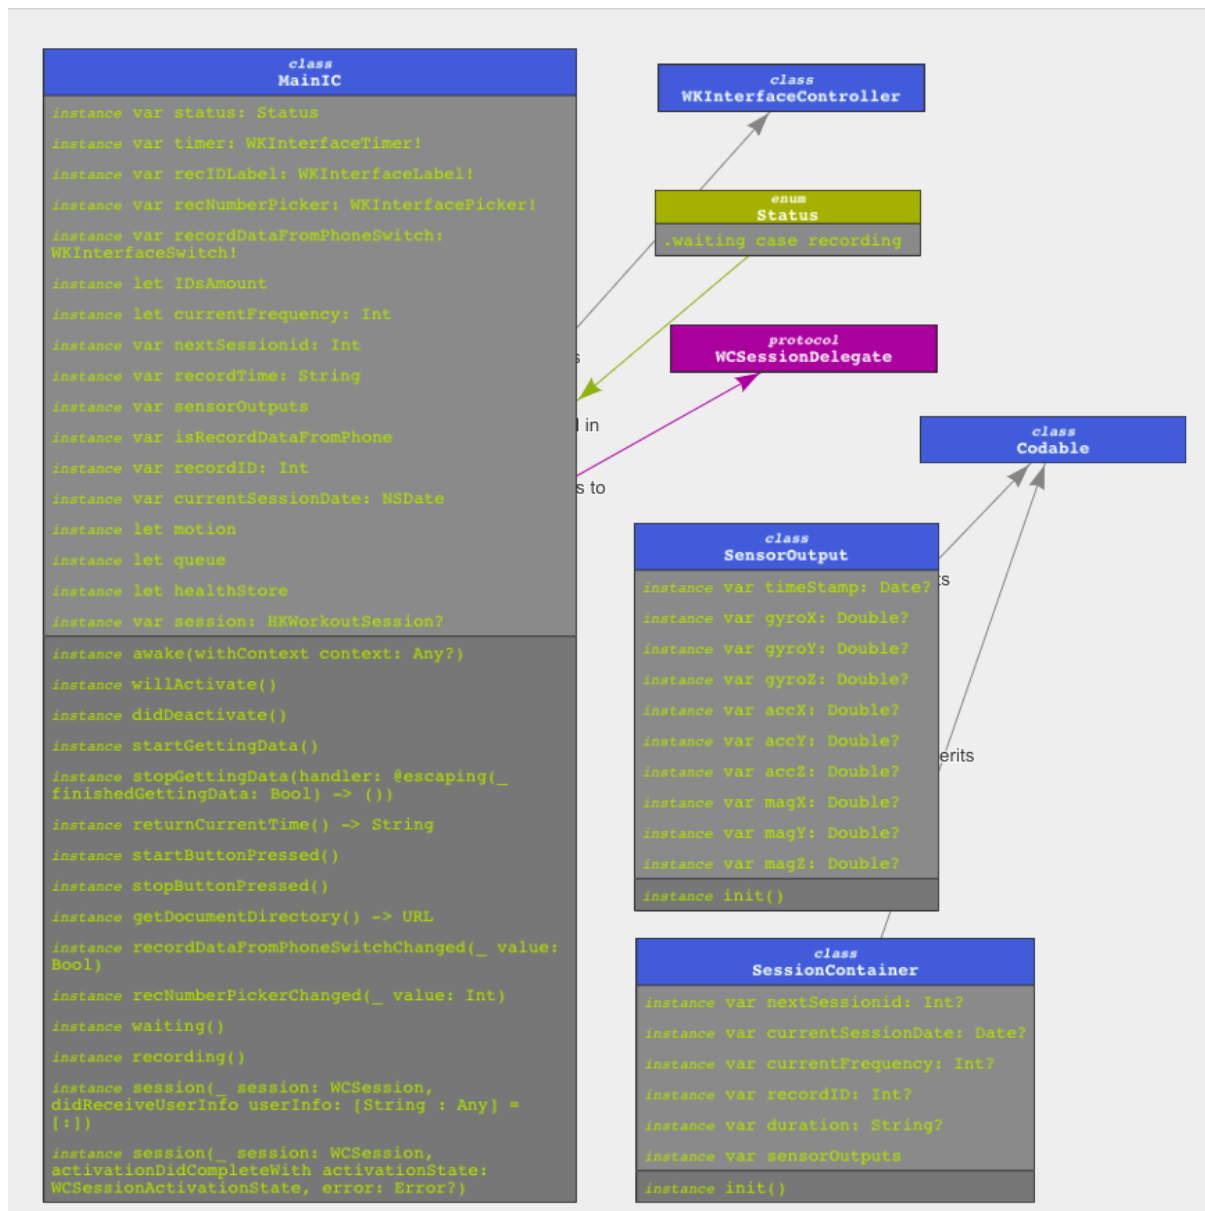 class
MainIC
instance var status: Status
instance var timer: WKInterfaceTimer!
instance var recIDLabel: WKInterfaceLabel!
instance var recNumberPicker: WKInterfacePicker!
instance var recordDataFromPhoneSwitch:
WKInterfaceSwitch!
instance let IDsAmount
instance let currentFrequency: Int
instance var nextSessionid: Int
instance var recordTime: String
instance var sensorOutputs
instance var isRecordDataFromPhone
instance var recordID: Int
instance var currentSessionDate: NSDate
instance let motion
instance let queue
instance let healthStore
instance var session: HKWorkoutSession?
instance awake(withContext context: Any?)
instance willActivate()
instance didDeactivate()
instance startGettingData()
instance stopGettingData(handler: @escaping(_
finishedGettingData: Bool) -> ())
instance returnCurrentTime() -> String
instance startButtonPressed()
instance stopButtonPressed()
instance getDocumentDirectory() -> URL
instance recordDataFromPhoneSwitchChanged(_ value:
Bool)
instance recNumberPickerChanged(_ value: Int)
instance waiting()
instance recording()
instance session(_ session: WCSession,
didReceiveUserInfo userInfo: [String : Any] =
[:])
instance session(_ session: WCSession,
activationDidCompleteWith activationState:
WCSessionActivationState, error: Error?)
class
WKInterfaceController
s
enum
Status
.waiting case recording
d in
protocol
WCSessionDelegate
s to
class
Codable
ts
erits
class
SensorOutput
instance var timeStamp: Date?
instance var gyroX: Double?
instance var gyroY: Double?
instance var gyroZ: Double?
instance var accX: Double?
instance var accY: Double?
instance var accZ: Double?
instance var magX: Double?
instance var magY: Double?
instance var magZ: Double?
instance init()
class
SessionContainer
instance var nextSessionid: Int?
instance var currentSessionDate: Date?
instance var currentFrequency: Int?
instance var recordID: Int?
instance var duration: String?
instance var sensorOutputs
instance init()